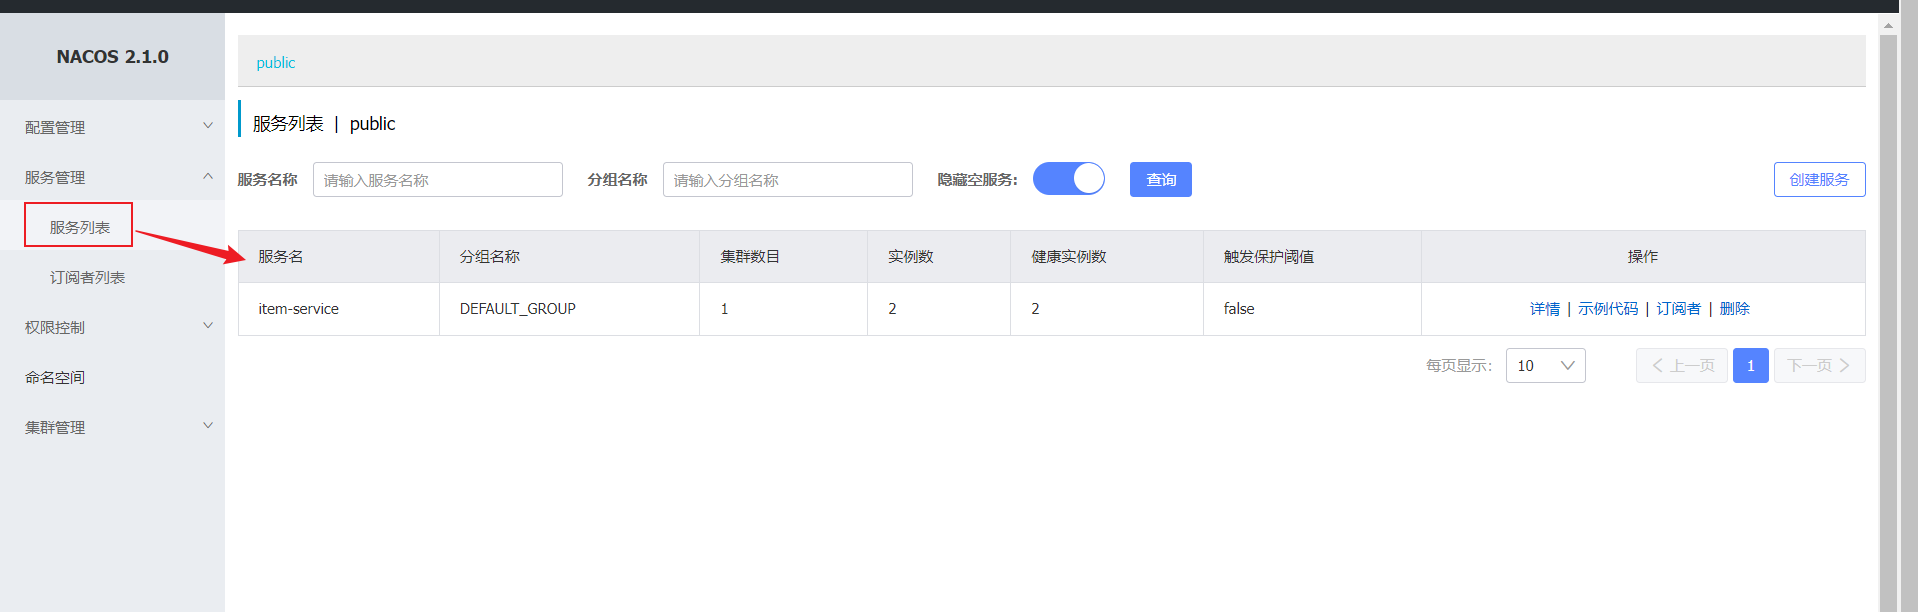 NACOS 2.1.0
配置管理
服务管理
服务列表
订阅者列表
权限控制
命名空间
集群管理
public
服务列表 | public
服务名称 请输入服务名称 分组名称 请输入分组名称 隐藏空服务: 查询 创建服务
服务名 分组名称 集群数目 实例数 健康实例数 触发保护阈值 操作
item-service DEFAULT_GROUP 1 2 2 false 详情 | 示例代码 | 订阅者 | 删除
每页显示: 10 上一页 1 下一页